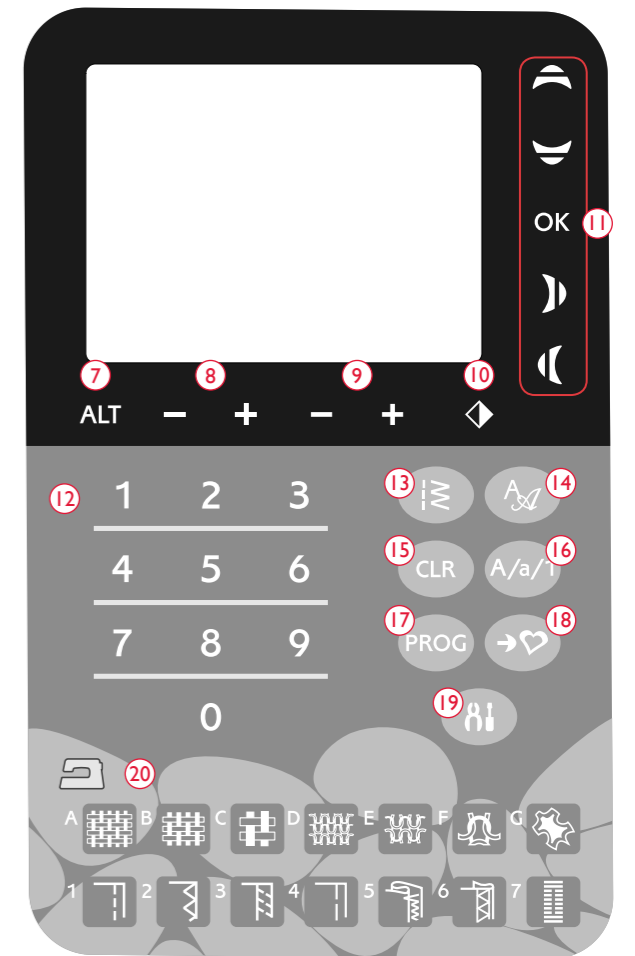 OK
11
7 8 9 10
ALT − + − +
12 1 2 3 13 14
4 5 6 15 CLR 16 A/a/1
7 8 9 17 PROG 18
0 19
20
A B C D E F G
1 2 3 4 5 6 7